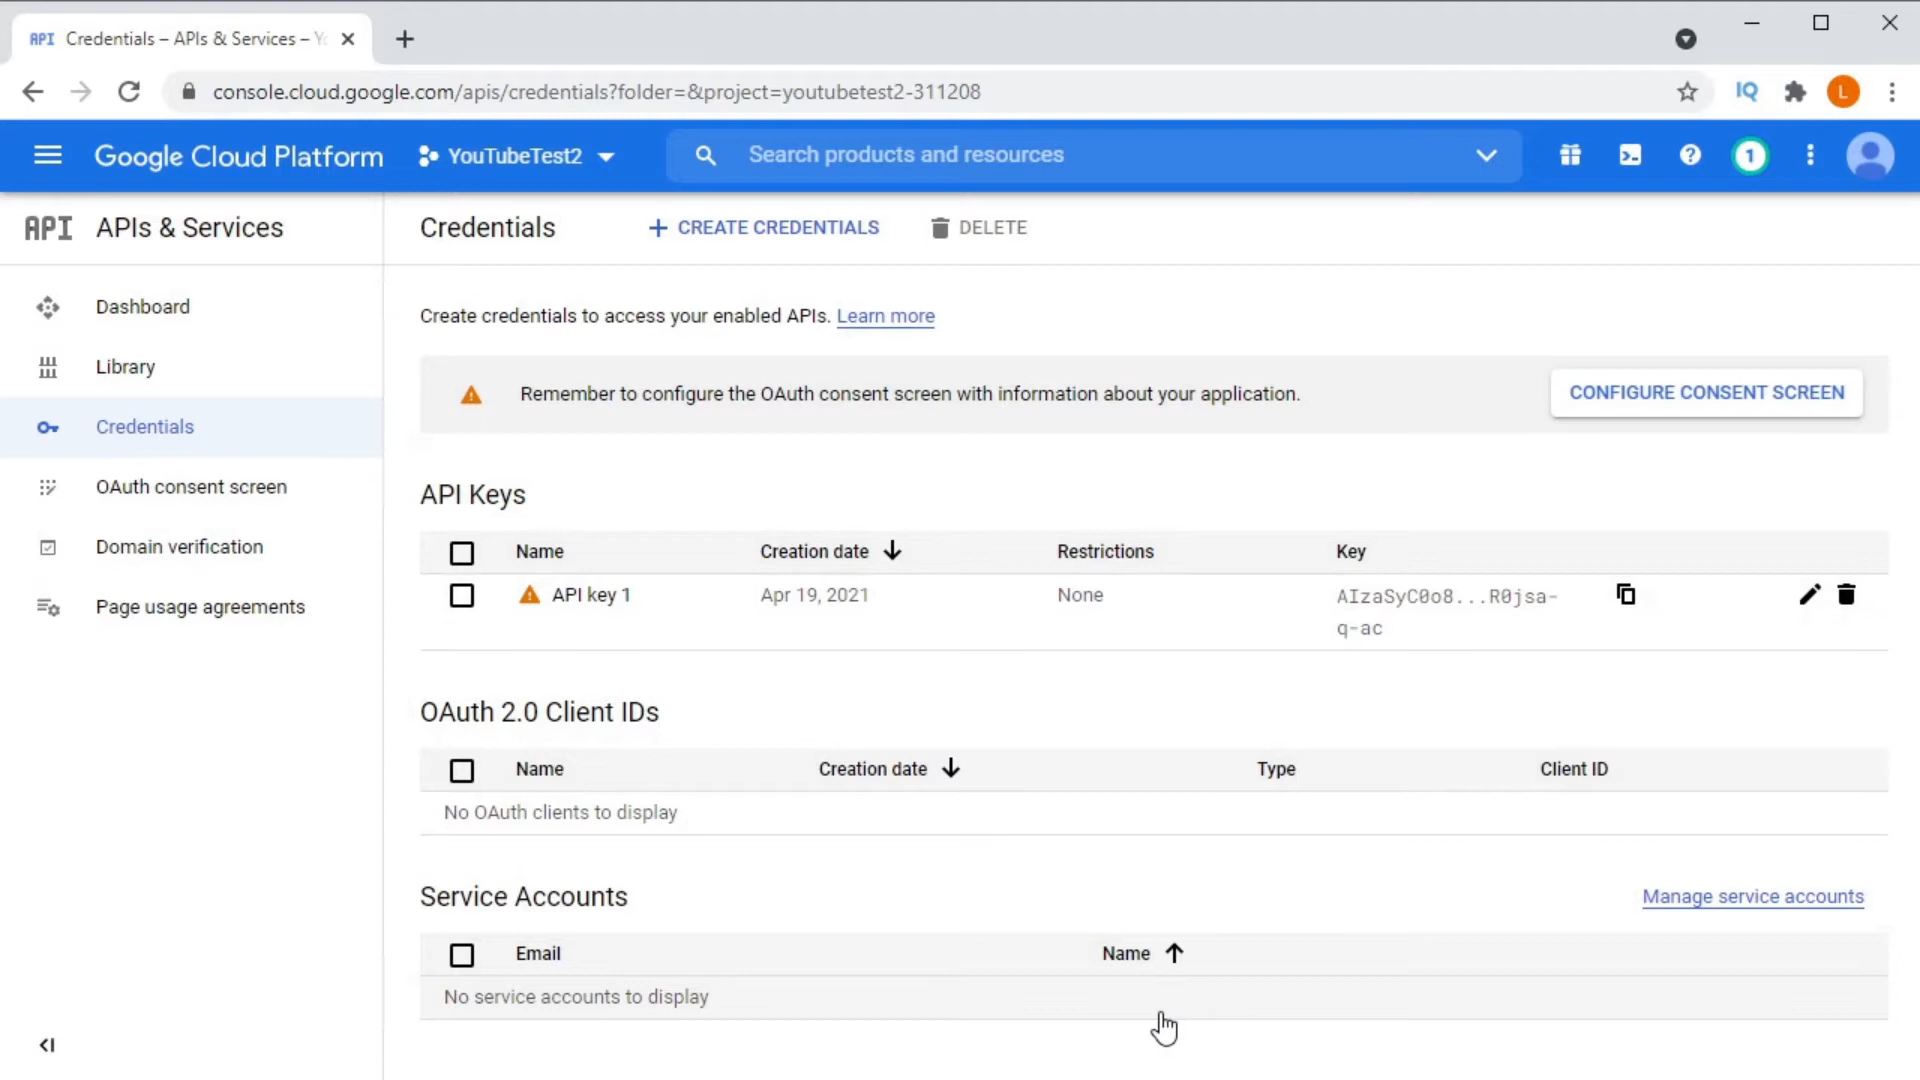 API Credentials – APIs & Services – Yo
console.cloud.google.com/apis/credentials?folder=&project=youtubetest2-311208
IQ
L
Google Cloud Platform
YouTubeTest2
Search products and resources
1
API APIs & Services
Credentials
+ CREATE CREDENTIALS
DELETE
Dashboard
Library
Credentials
OAuth consent screen
Domain verification
Page usage agreements
Create credentials to access your enabled APIs. Learn more
Remember to configure the OAuth consent screen with information about your application.
CONFIGURE CONSENT SCREEN
API Keys
Name Creation date Restrictions Key
API key 1 Apr 19, 2021 None AIzaSyC0o8...R0jsa-
q-ac
OAuth 2.0 Client IDs
Name Creation date Type Client ID
No OAuth clients to display
Service Accounts
Manage service accounts
Email Name
No service accounts to display